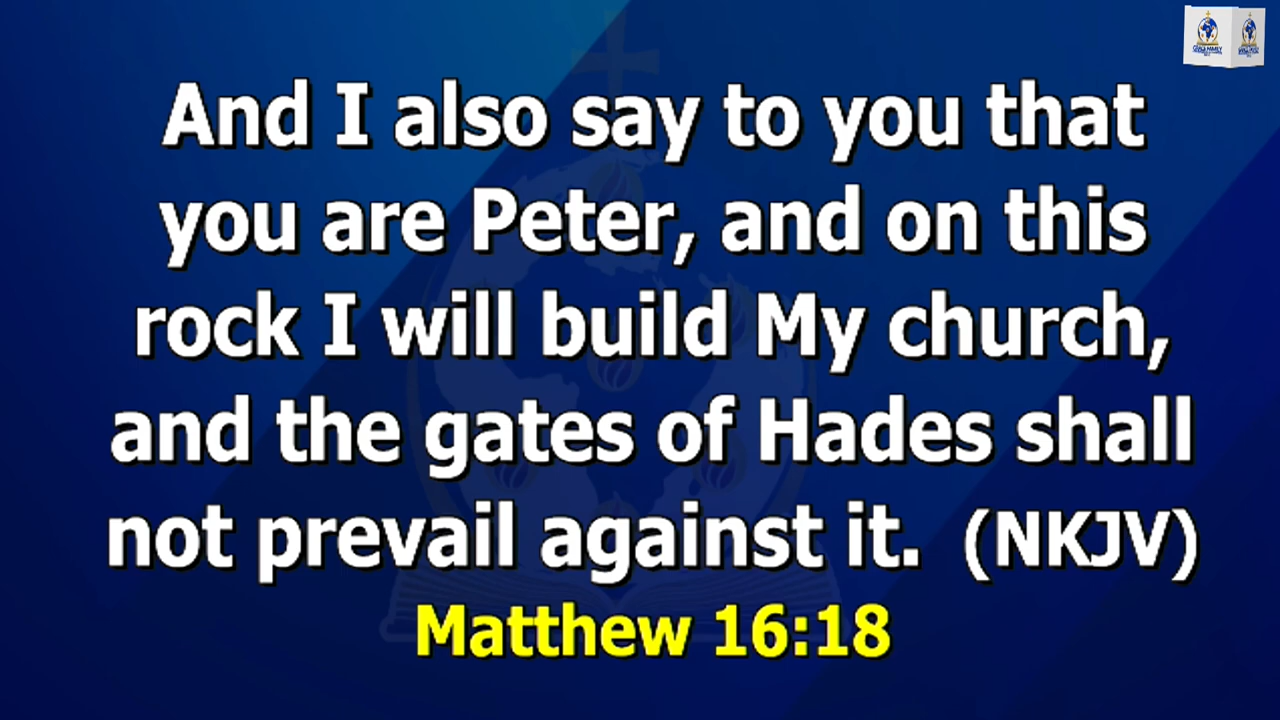 And I also say to you that
you are Peter, and on this
rock I will build My church,
and the gates of Hades shall
not prevail against it. (NKJV)
Matthew 16:18